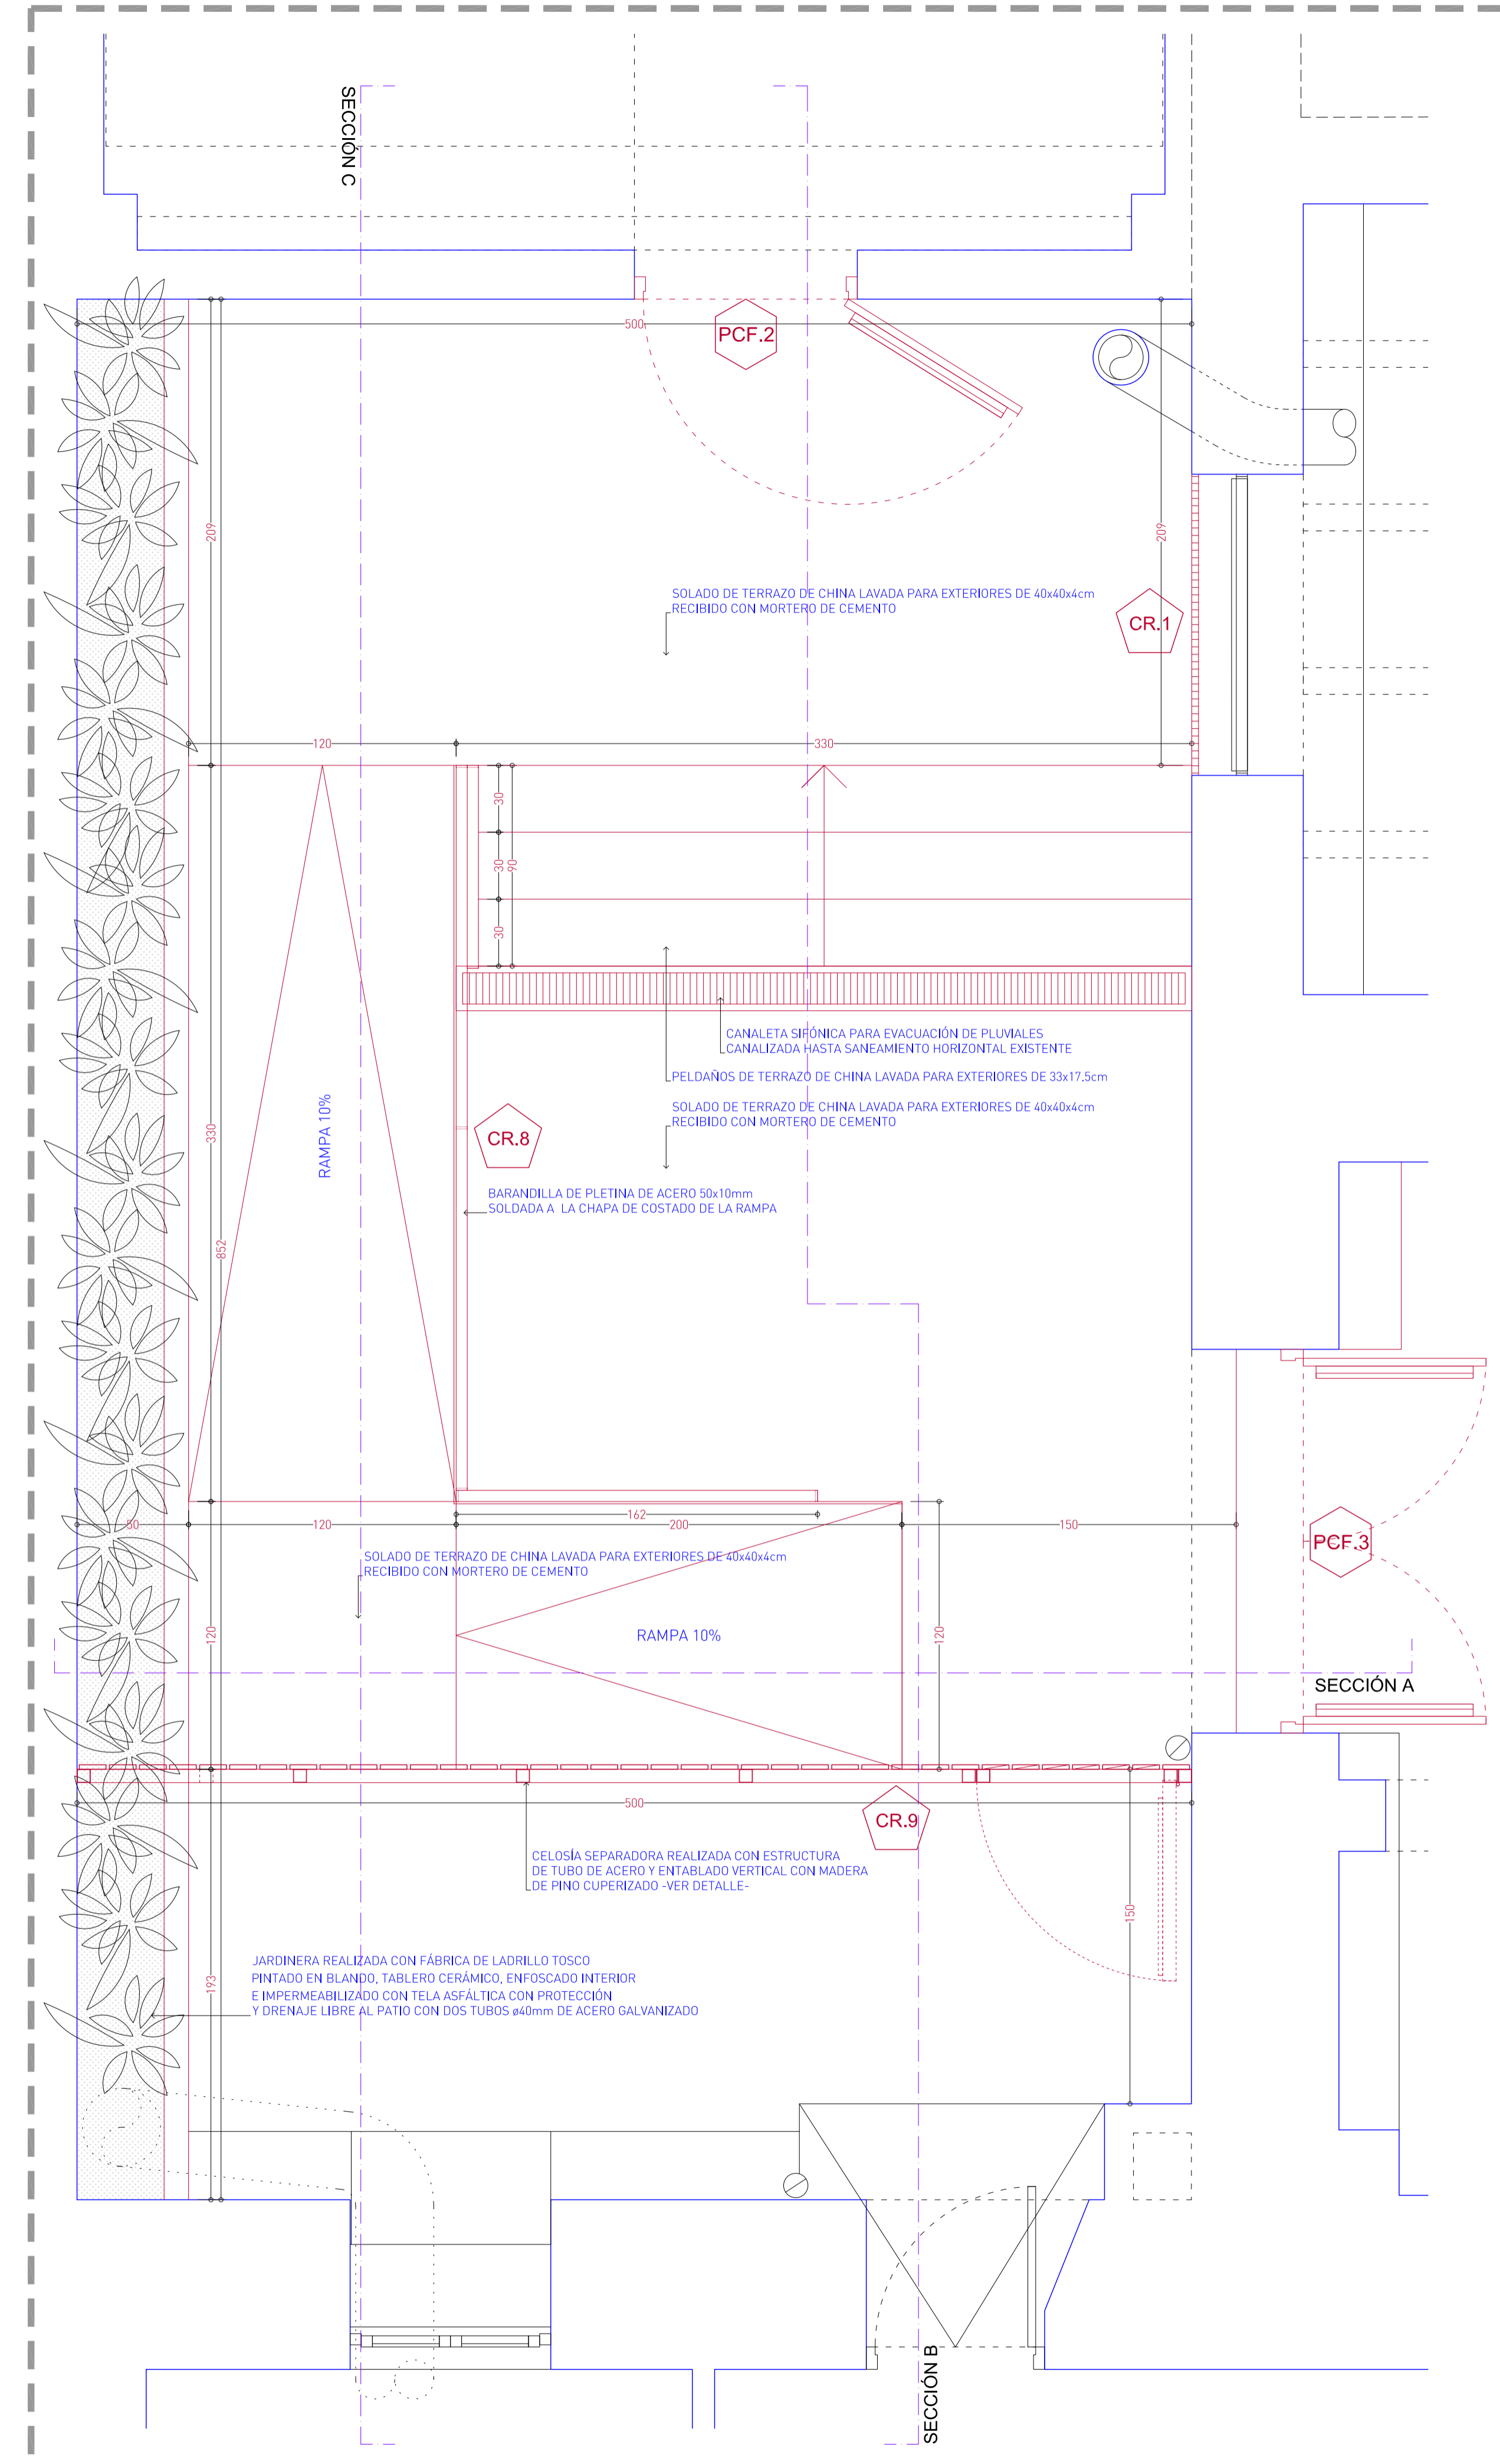 SECCIÓN C
500
PCF.2
209
209
SOLADO DE TERRAZO DE CHINA LAVADA PARA EXTERIORES DE 40x40x4cm
RECIBIDO CON MORTERO DE CEMENTO
CR.1
120
330
30
30
90
30
CANALETA SIFÓNICA PARA EVACUACIÓN DE PLUVIALES
CANALIZADA HASTA SANEAMIENTO HORIZONTAL EXISTENTE
PELDAÑOS DE TERRAZO DE CHINA LAVADA PARA EXTERIORES DE 33x17.5cm
SOLADO DE TERRAZO DE CHINA LAVADA PARA EXTERIORES DE 40x40x4cm
RECIBIDO CON MORTERO DE CEMENTO
330
RAMPA 10%
CR.8
BARANDILLA DE PLETINA DE ACERO 50x10mm
SOLDADA A LA CHAPA DE COSTADO DE LA RAMPA
852
162
50
120
200
150
PCF.3
SOLADO DE TERRAZO DE CHINA LAVADA PARA EXTERIORES DE 40x40x4cm
RECIBIDO CON MORTERO DE CEMENTO
120
RAMPA 10%
120
SECCIÓN A
500
CR.9
CELOSÍA SEPARADORA REALIZADA CON ESTRUCTURA
DE TUBO DE ACERO Y ENTABLADO VERTICAL CON MADERA
DE PINO CUPERIZADO -VER DETALLE-
150
JARDINERA REALIZADA CON FÁBRICA DE LADRILLO TOSCO
PINTADO EN BLANDO, TABLERO CERÁMICO, ENFOSCADO INTERIOR
E IMPERMEABILIZADO CON TELA ASFÁLTICA CON PROTECCIÓN
Y DRENAJE LIBRE AL PATIO CON DOS TUBOS ø40mm DE ACERO GALVANIZADO
193
SECCIÓN B